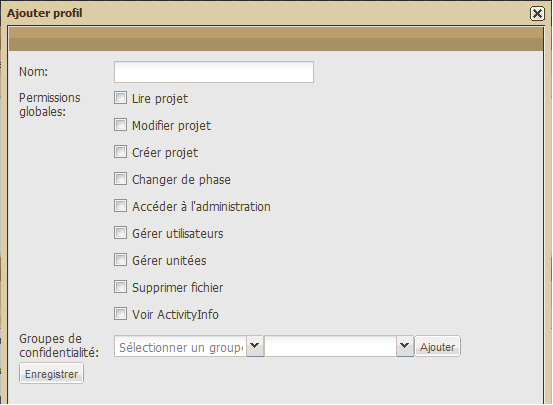 Ajouter profil
Nom:
Permissions globales:
Lire projet
Modifier projet
Créer projet
Changer de phase
Accéder à l'administration
Gérer utilisateurs
Gérer unitées
Supprimer fichier
Voir ActivityInfo
Groupes de confidentialité:
Sélectionner un groupe
Ajouter
Enregistrer